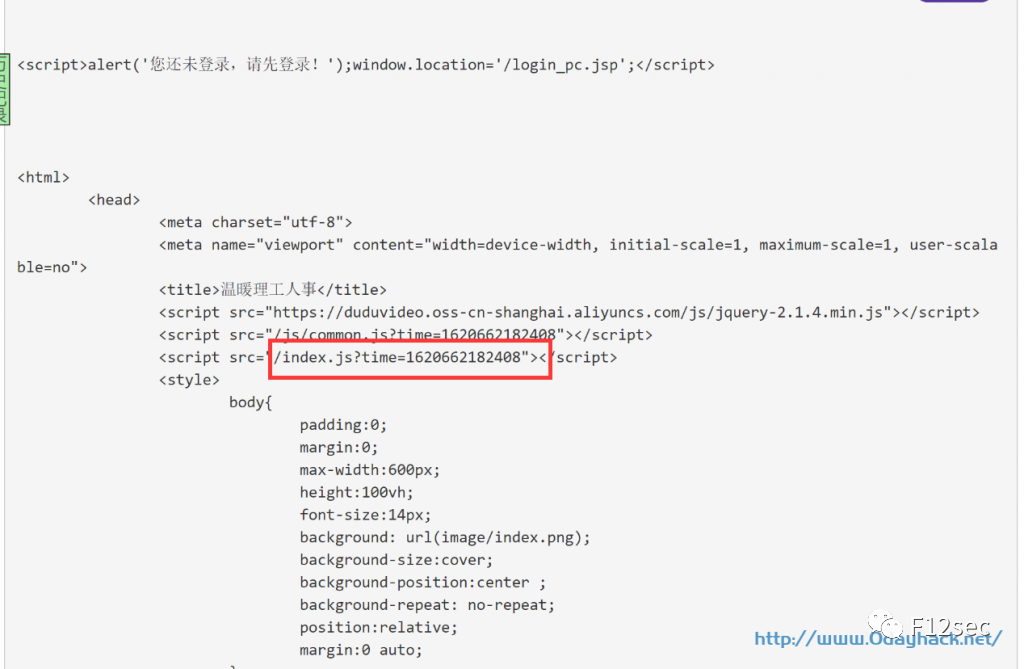 <script>alert('您还未登录，请先登录！');window.location='/login_pc.jsp';</script>
<html>
<head>
<meta charset="utf-8">
<meta name="viewport" content="width=device-width, initial-scale=1, maximum-scale=1, user-scala
ble=no">
<title>温暖理工人事</title>
<script src="https://duduvideo.oss-cn-shanghai.aliyuncs.com/js/jquery-2.1.4.min.js"></script>
<script src="/js/common.js?time=1620662182408"></script>
<script src="/index.js?time=1620662182408"></script>
<style>
body{
padding:0;
margin:0;
max-width:600px;
height:100vh;
font-size:14px;
background: url(image/index.png);
background-size:cover;
background-position:center ;
background-repeat: no-repeat;
position:relative;
margin:0 auto;
F12sec
http://www.0dayhack.net/